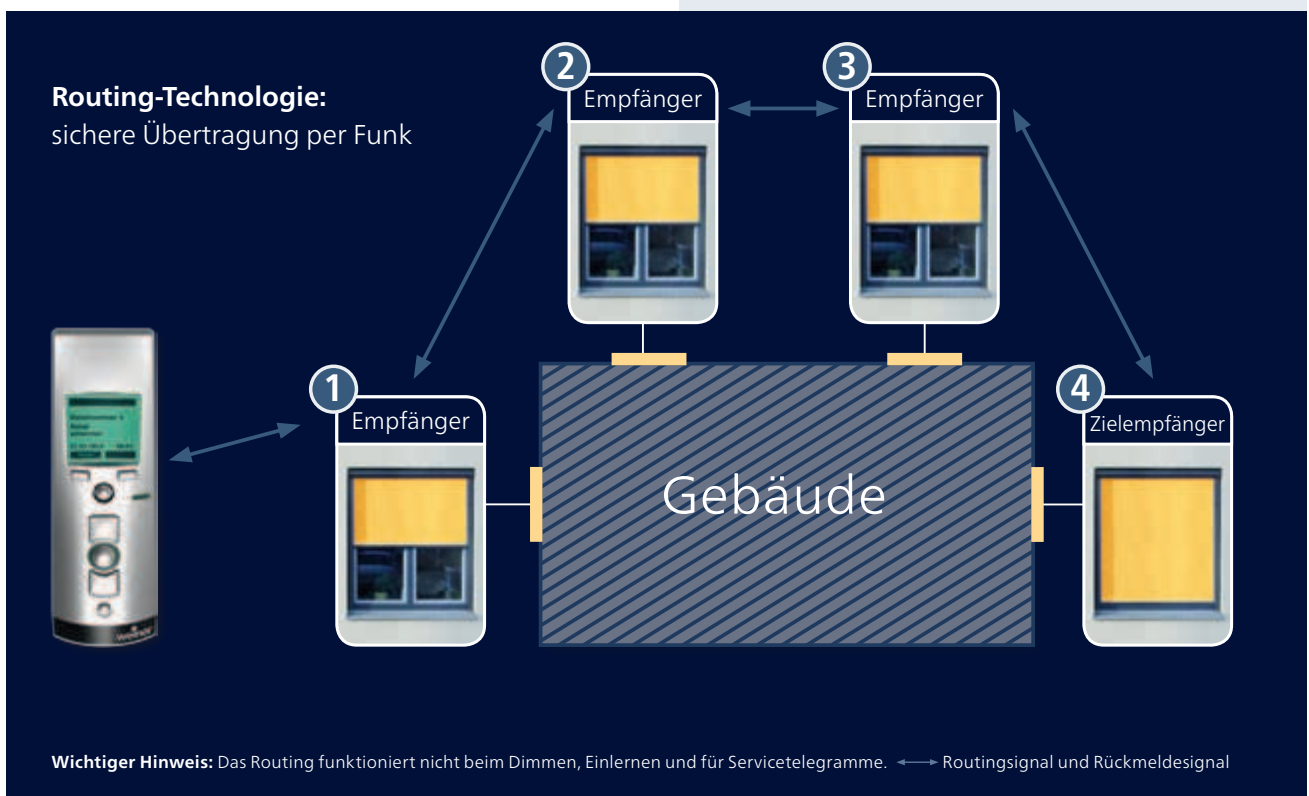 Routing-Technologie:
sichere Übertragung per Funk
2
Empfänger
3
Empfänger
1
Empfänger
4
Zielempfänger
Gebäude
weinor
Wichtiger Hinweis: Das Routing funktioniert nicht beim Dimmen, Einlernen und für Servicetelegramme. Routingsignal und Rückmeldesignal